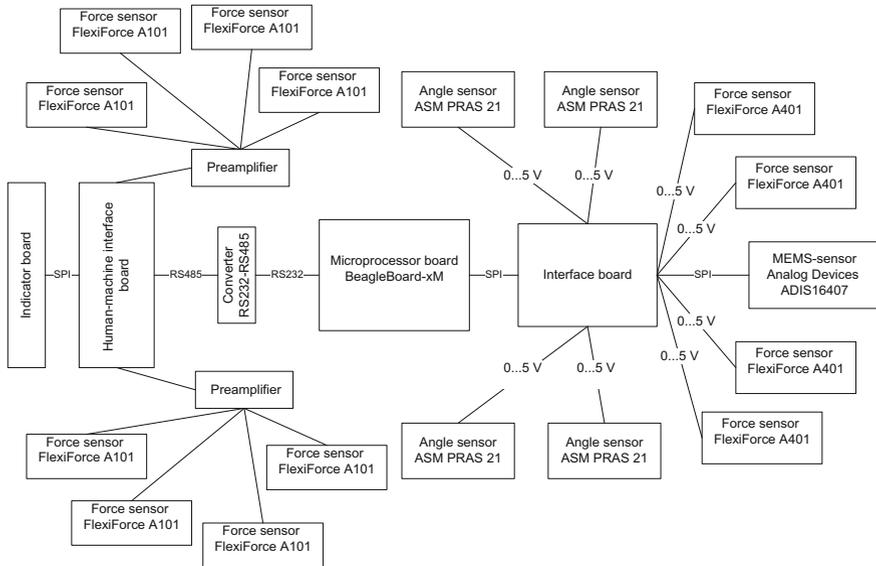 Force sensor
FlexiForce A101
Force sensor
FlexiForce A101
Force sensor
FlexiForce A101
Force sensor
FlexiForce A101
Preamplifier
Angle sensor
ASM PRAS 21
Angle sensor
ASM PRAS 21
Force sensor
FlexiForce A401
Force sensor
FlexiForce A401
0...5 V
0...5 V
0...5 V
0...5 V
Indicator board
SPI
Human-machine interface
board
RS485
Converter
RS232-RS485
RS232
Microprocessor board
BeagleBoard-xM
SPI
Interface board
SPI
MEMS-sensor
Analog Devices
ADIS16407
0...5 V
0...5 V
0...5 V
0...5 V
Force sensor
FlexiForce A401
Force sensor
FlexiForce A401
Angle sensor
ASM PRAS 21
Angle sensor
ASM PRAS 21
Preamplifier
Force sensor
FlexiForce A101
Force sensor
FlexiForce A101
Force sensor
FlexiForce A101
Force sensor
FlexiForce A101